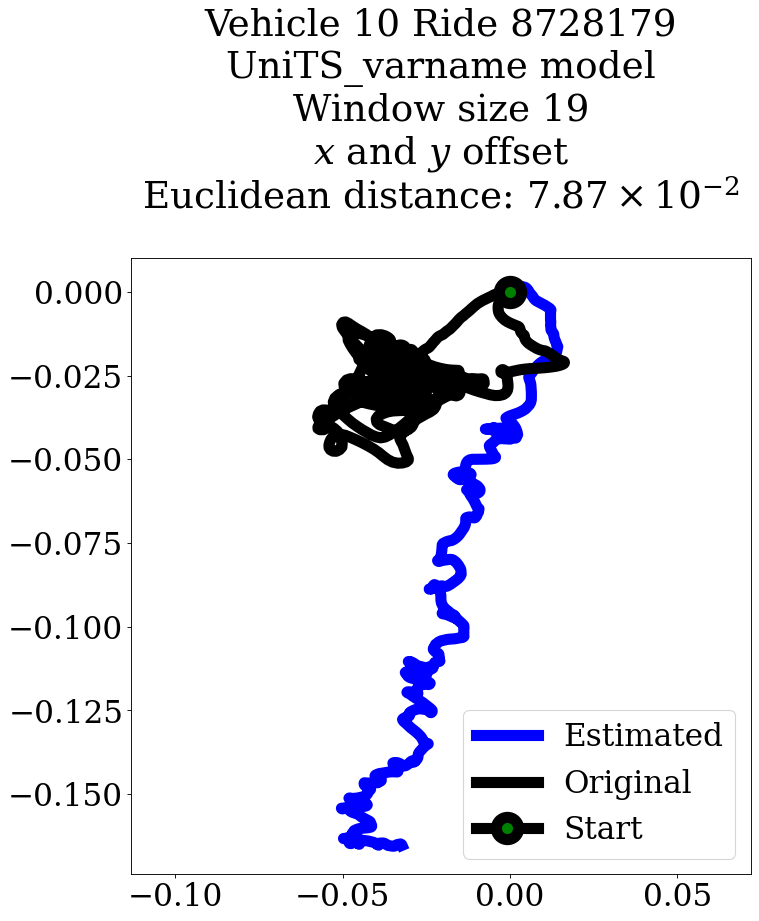 Vehicle 10 Ride 8728179
UniTS_varname model
Window size 19
x and y offset
Euclidean distance: 7.87 × 10⁻²
0.000
−0.025
−0.050
−0.075
−0.100
−0.125
−0.150
Estimated
Original
Start
−0.10 −0.05 0.00 0.05